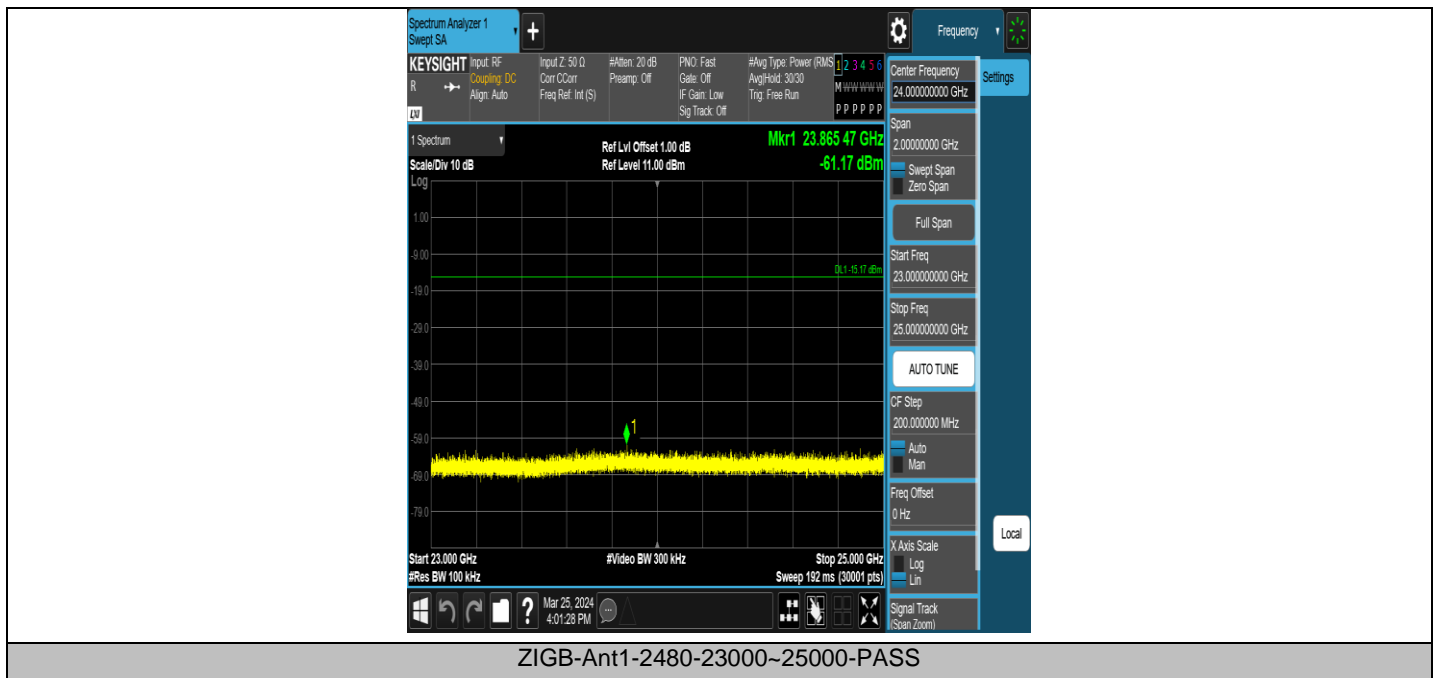 Spectrum Analyzer 1
Swept SA
Frequency
KEYSIGHT
R
LXI
Input: RF
Coupling: DC
Align: Auto
Input Z: 50 Ω
Corr CCorr
Freq Ref: Int (S)
#Atten: 20 dB
Preamp: Off
PNO: Fast
Gate: Off
IF Gain: Low
Sig Track: Off
#Avg Type: Power (RMS
Avg|Hold: 30/30
Trig: Free Run
1 2 3 4 5 6
M W W W W W
P P P P P P
1 Spectrum
Scale/Div 10 dB
Ref Lvl Offset 1.00 dB
Ref Level 11.00 dBm
Mkr1 23.865 47 GHz
-61.17 dBm
Log
1.00
-9.00
-19.0
-29.0
-39.0
-49.0
-59.0
-69.0
-79.0
DL1 -15.17 dBm
1
Start 23.000 GHz
#Res BW 100 kHz
#Video BW 300 kHz
Stop 25.000 GHz
Sweep 192 ms (30001 pts)
Center Frequency
24.000000000 GHz
Settings
Span
2.00000000 GHz
Swept Span
Zero Span
Full Span
Start Freq
23.000000000 GHz
Stop Freq
25.000000000 GHz
AUTO TUNE
CF Step
200.000000 MHz
Auto
Man
Freq Offset
0 Hz
X Axis Scale
Log
Lin
Local
Signal Track
(Span Zoom)
?
Mar 25, 2024
4:01:28 PM
ZIGB-Ant1-2480-23000~25000-PASS